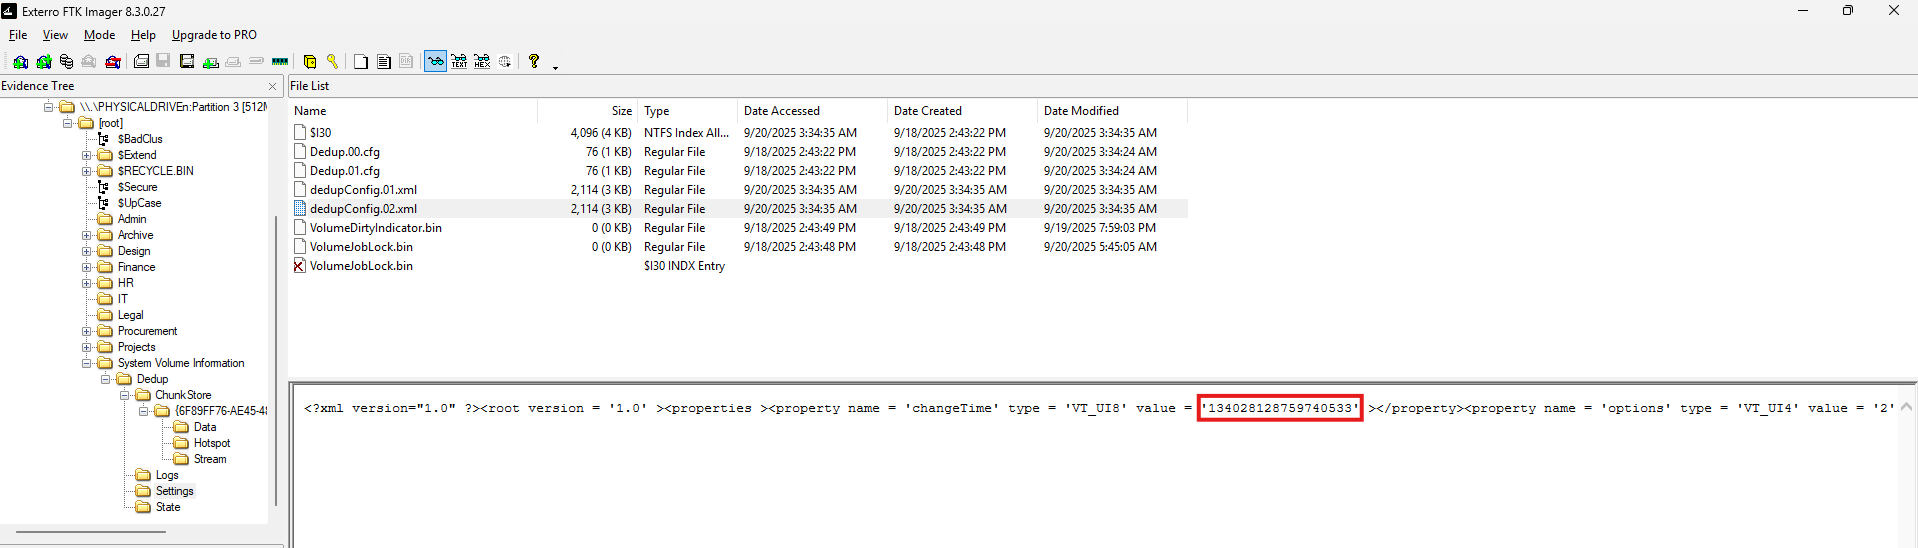 Exterro FTK Imager 8.3.0.27
File View Mode Help Upgrade to PRO
TEXT HEX
Evidence Tree
\\.\PHYSICALDRIVEn:Partition 3 [512M
[root]
$BadClus
$Extend
$RECYCLE.BIN
$Secure
$UpCase
Admin
Archive
Design
Finance
HR
IT
Legal
Procurement
Projects
System Volume Information
Dedup
ChunkStore
{6F89FF76-AE45-48
Data
Hotspot
Stream
Logs
Settings
State
File List
Name Size Type Date Accessed Date Created Date Modified
$I30 4,096 (4 KB) NTFS Index All... 9/20/2025 3:34:35 AM 9/18/2025 2:43:22 PM 9/20/2025 3:34:35 AM
Dedup.00.cfg 76 (1 KB) Regular File 9/18/2025 2:43:22 PM 9/18/2025 2:43:22 PM 9/20/2025 3:34:24 AM
Dedup.01.cfg 76 (1 KB) Regular File 9/18/2025 2:43:22 PM 9/18/2025 2:43:22 PM 9/20/2025 3:34:24 AM
dedupConfig.01.xml 2,114 (3 KB) Regular File 9/20/2025 3:34:35 AM 9/20/2025 3:34:35 AM 9/20/2025 3:34:35 AM
dedupConfig.02.xml 2,114 (3 KB) Regular File 9/20/2025 3:34:35 AM 9/20/2025 3:34:35 AM 9/20/2025 3:34:35 AM
VolumeDirtyIndicator.bin 0 (0 KB) Regular File 9/18/2025 2:43:49 PM 9/18/2025 2:43:49 PM 9/19/2025 7:59:03 PM
VolumeJobLock.bin 0 (0 KB) Regular File 9/18/2025 2:43:48 PM 9/18/2025 2:43:48 PM 9/20/2025 5:45:05 AM
VolumeJobLock.bin $I30 INDX Entry
<?xml version="1.0" ?><root version = '1.0' ><properties ><property name = 'changeTime' type = 'VT_UI8' value = '134028128759740533' ></property><property name = 'options' type = 'VT_UI4' value = '2'